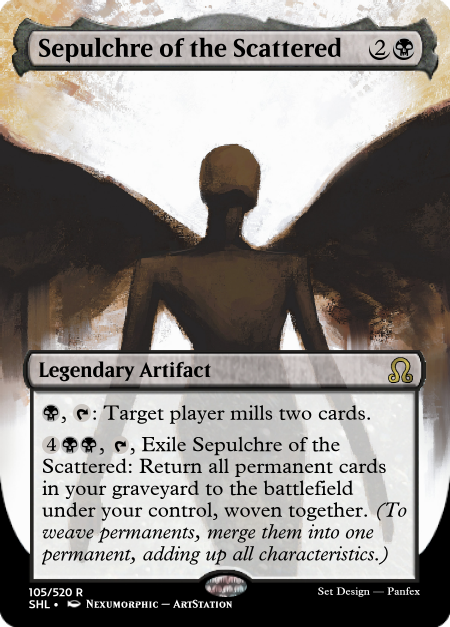 Sepulchre of the Scattered 2
Legendary Artifact
, : Target player mills two cards.
4, , Exile Sepulchre of the
Scattered: Return all permanent cards
in your graveyard to the battlefield
under your control, woven together. (To
weave permanents, merge them into one
permanent, adding up all characteristics.)
105/520 R
Set Design — Panfex
SHL • Nexumorphic — ArtStation